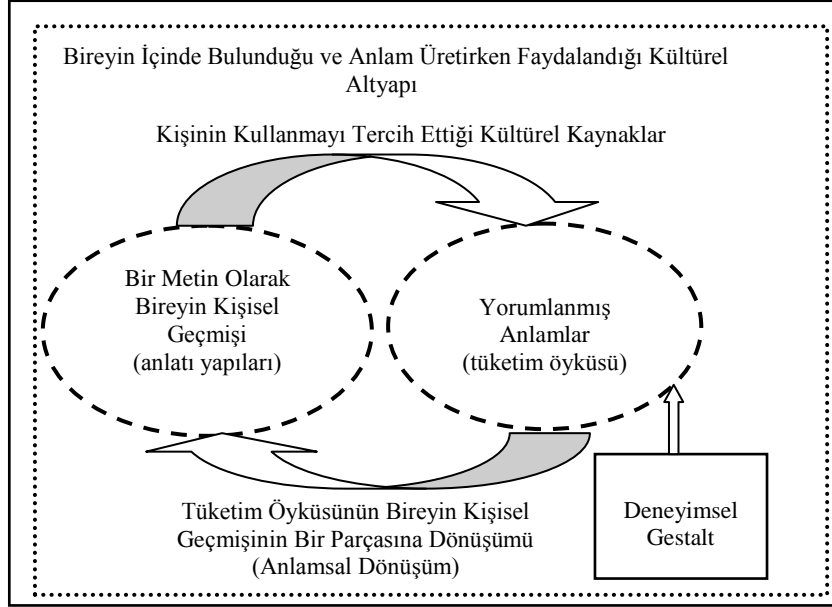 Bireyin İçinde Bulunduğu ve Anlam Üretirken Faydalandığı Kültürel
Altyapı
Kişinin Kullanmayı Tercih Ettiği Kültürel Kaynaklar
Bir Metin Olarak
Bireyin Kişisel
Geçmişi
(anlatı yapıları)
Yorumlanmış
Anlamlar
(tüketim öyküsü)
Tüketim Öyküsünün Bireyin Kişisel
Geçmişinin Bir Parçasına Dönüşümü
(Anlamsal Dönüşüm)
Deneyimsel
Gestalt